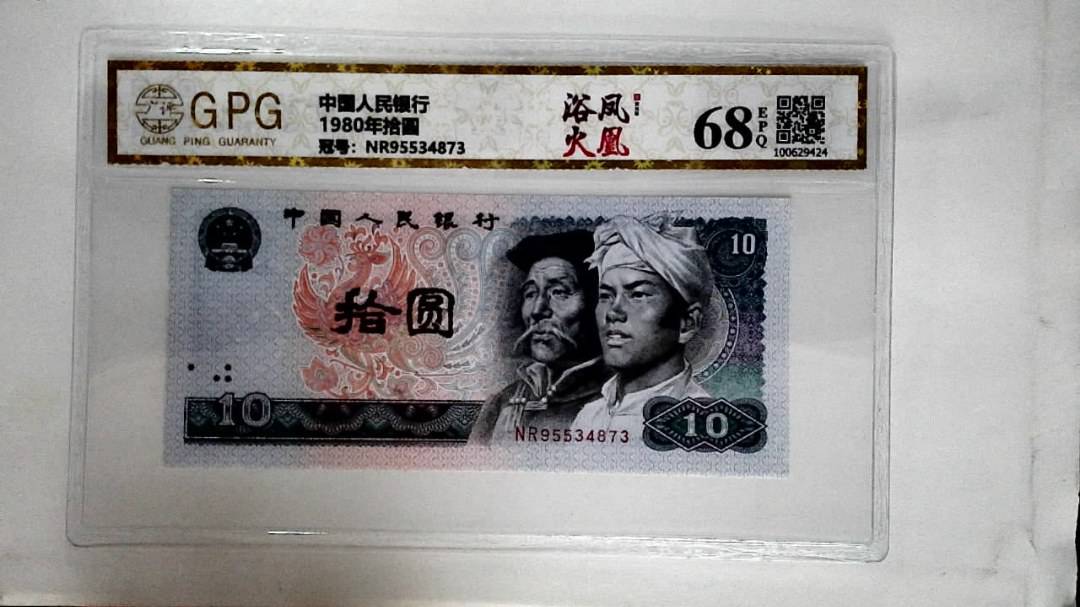 GPG
GUANG PING GUARANTY
中国人民银行
1980年拾圆
冠号：NR95534873
浴凤
火凰
68
EPQ
100629424
中国人民银行
10
拾圆
10
NR95534873
10